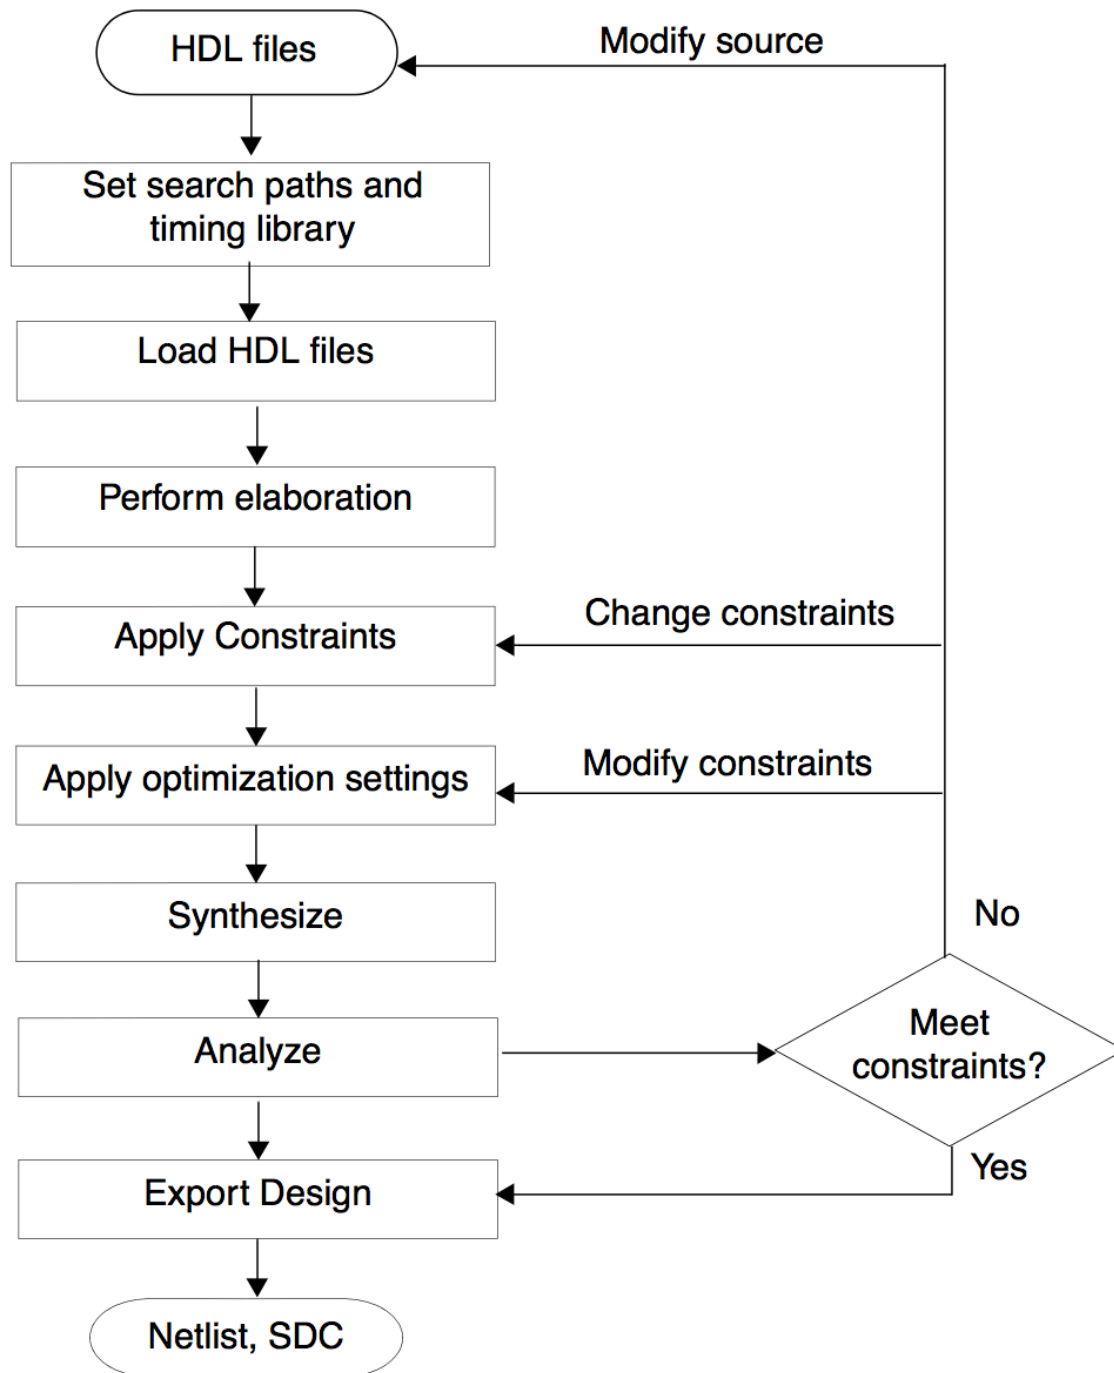 HDL files
Modify source
Set search paths and
timing library
Load HDL files
Perform elaboration
Change constraints
Apply Constraints
Modify constraints
Apply optimization settings
Synthesize
No
Meet
constraints?
Analyze
Yes
Export Design
Netlist, SDC